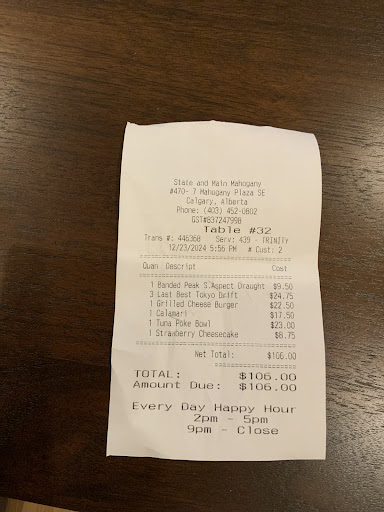 State and Main Mahogany
#470- 7 Mahogany Plaza SE
Calgary, Alberta
Phone: (403) 452-0802
GST#837247998
Table #32
Trans #: 446368 Serv: 439 - TRINITY
12/23/2024 5:56 PM # Cust: 2
Quan Descript Cost
1 Banded Peak S.Aspect Draught $9.50
3 Last Best Tokyo Drift $24.75
1 Grilled Cheese Burger $22.50
1 Calamari $17.50
1 Tuna Poke Bowl $23.00
1 Strawberry Cheesecake $8.75
Net Total: $106.00
TOTAL: $106.00
Amount Due: $106.00
Every Day Happy Hour
2pm - 5pm
9pm - Close